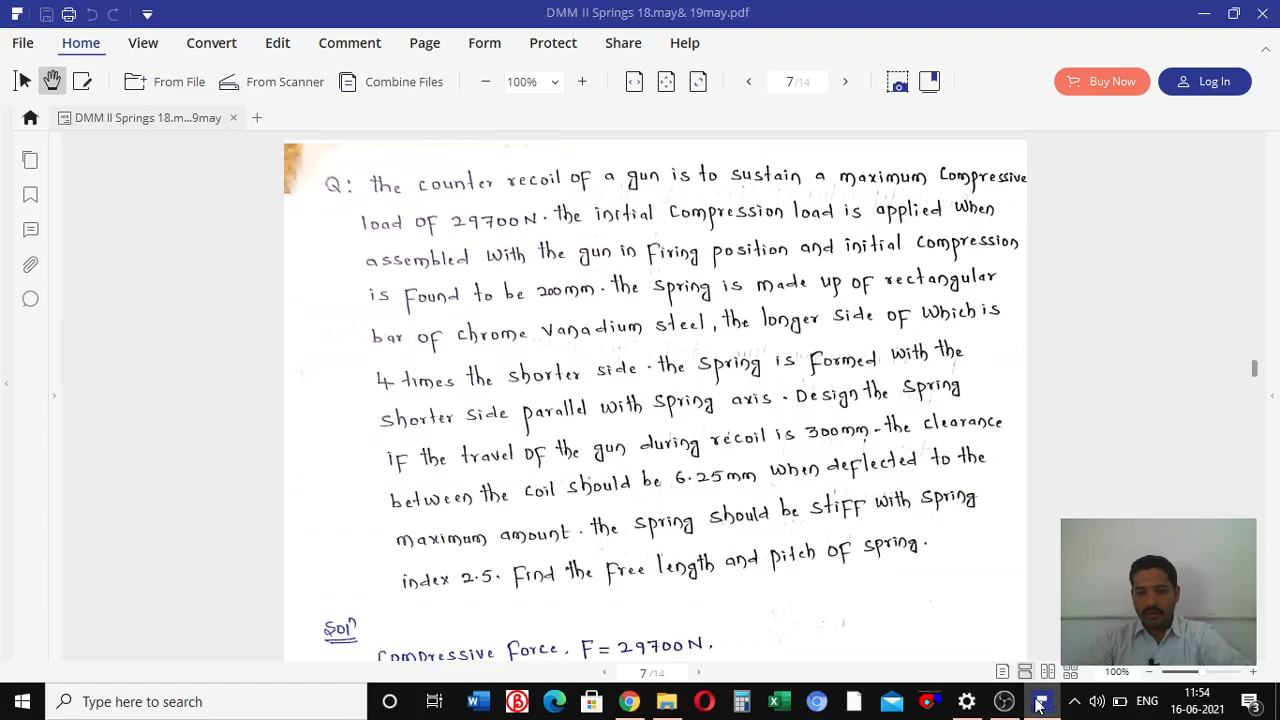 DMM II Springs 18.may& 19may.pdf
File Home View Convert Edit Comment Page Form Protect Share Help
From File From Scanner Combine Files 100% 7/14 Buy Now Log In
DMM II Springs 18.m...9may
Q: the counter recoil of a gun is to sustain a maximum compressive
load of 29700N. the initial compression load is applied when
assembled with the gun in firing position and initial compression
is found to be 200mm. the spring is made up of rectangular
bar of chrome vanadium steel, the longer side of which is
4 times the shorter side. the spring is formed with the
shorter side parallel with spring axis. Design the spring
if the travel of the gun during recoil is 300mm. the clearance
between the coil should be 6.25mm when deflected to the
maximum amount. the spring should be stiff with spring
index 2.5. Find the free length and pitch of spring.
Soln
compressive force, F = 29700N,
7/14 100%
Type here to search
ENG
11:54
16-06-2021
3